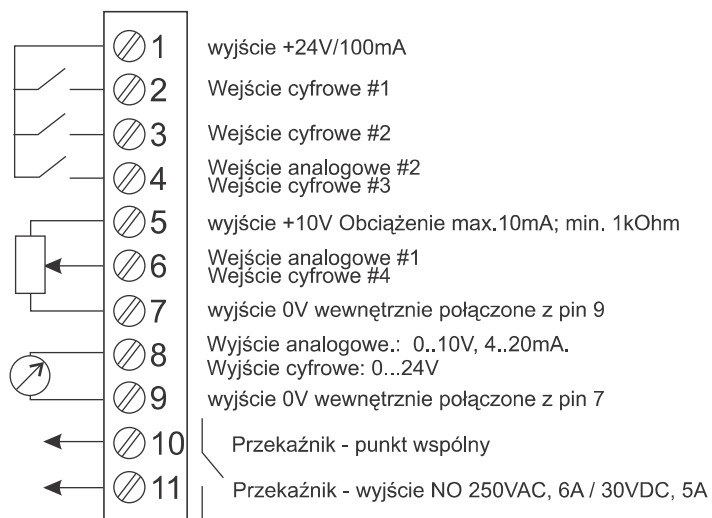 1 wyjście +24V/100mA
2 Wejście cyfrowe #1
3 Wejście cyfrowe #2
4 Wejście analogowe #2
Wejście cyfrowe #3
5 wyjście +10V Obciążenie max.10mA; min. 1kOhm
6 Wejście analogowe #1
Wejście cyfrowe #4
7 wyjście 0V wewnętrznie połączone z pin 9
8 Wyjście analogowe.: 0..10V, 4..20mA.
Wyjście cyfrowe: 0...24V
9 wyjście 0V wewnętrznie połączone z pin 7
10 Przekaźnik - punkt wspólny
11 Przekaźnik - wyjście NO 250VAC, 6A / 30VDC, 5A